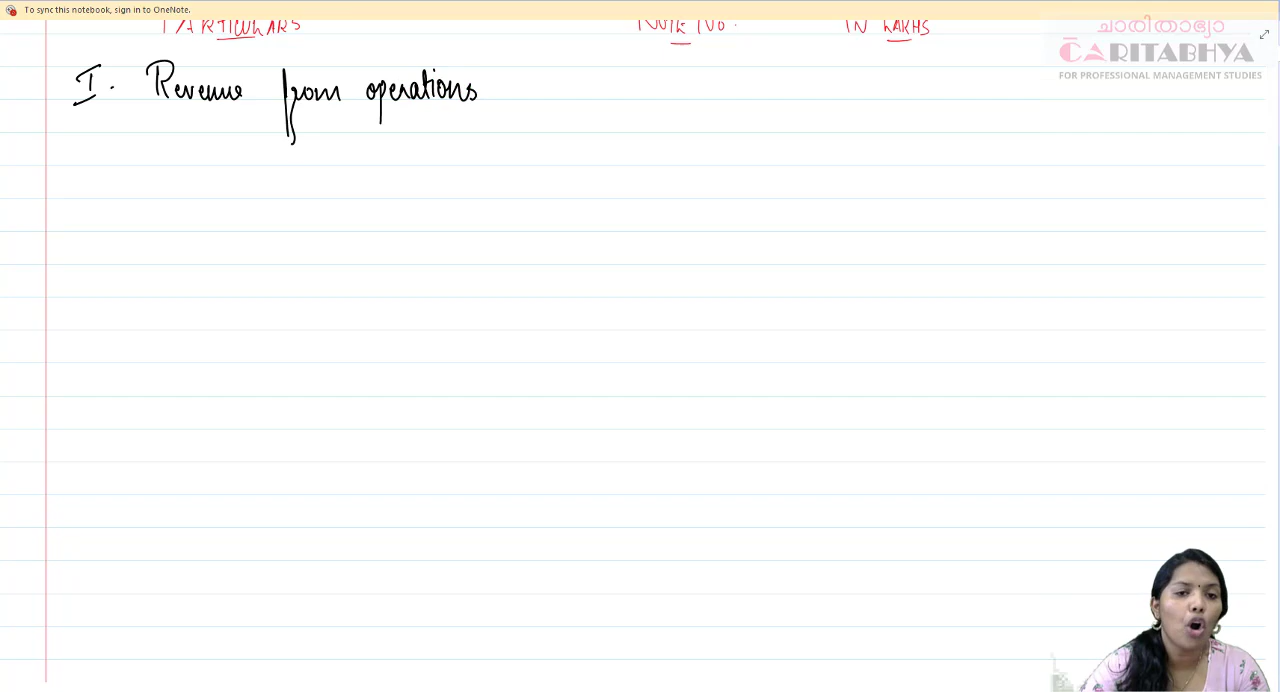 To sync this notebook, sign in to OneNote.
PARTICULARS NOTE NO. IN LAKHS
ചാരിതാഭ്യാ
CARITABHYA
FOR PROFESSIONAL MANAGEMENT STUDIES
I. Revenue from operations